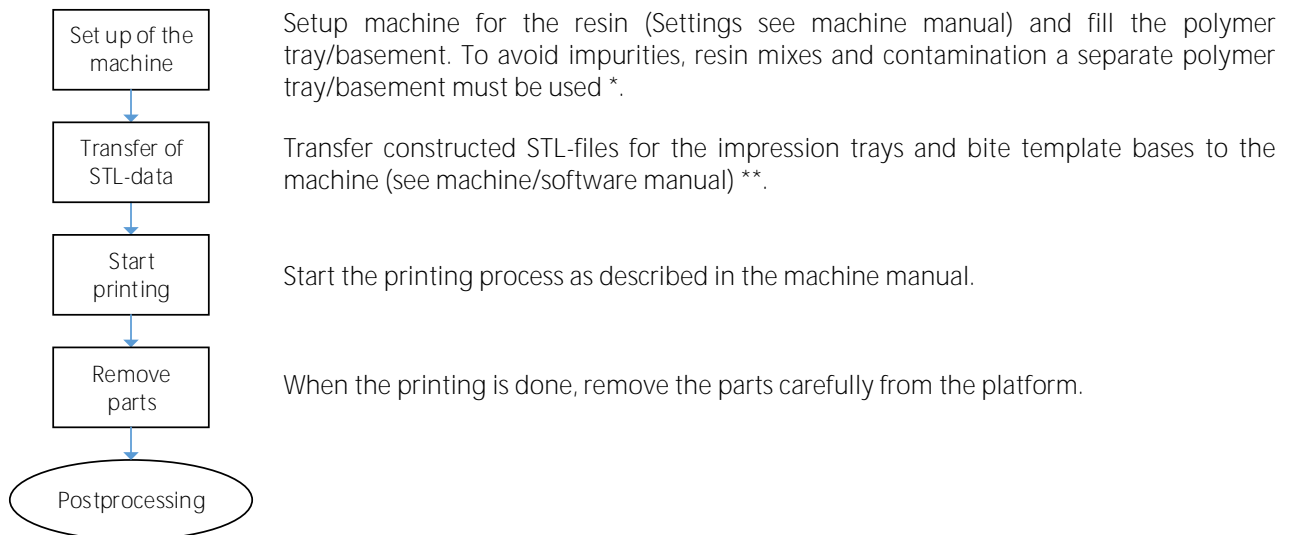 Set up of the
machine
Setup machine for the resin (Settings see machine manual) and fill the polymer
tray/basement. To avoid impurities, resin mixes and contamination a separate polymer
tray/basement must be used *.
Transfer of
STL-data
Transfer constructed STL-files for the impression trays and bite template bases to the
machine (see machine/software manual) **.
Start
printing
Start the printing process as described in the machine manual.
Remove
parts
When the printing is done, remove the parts carefully from the platform.
Postprocessing